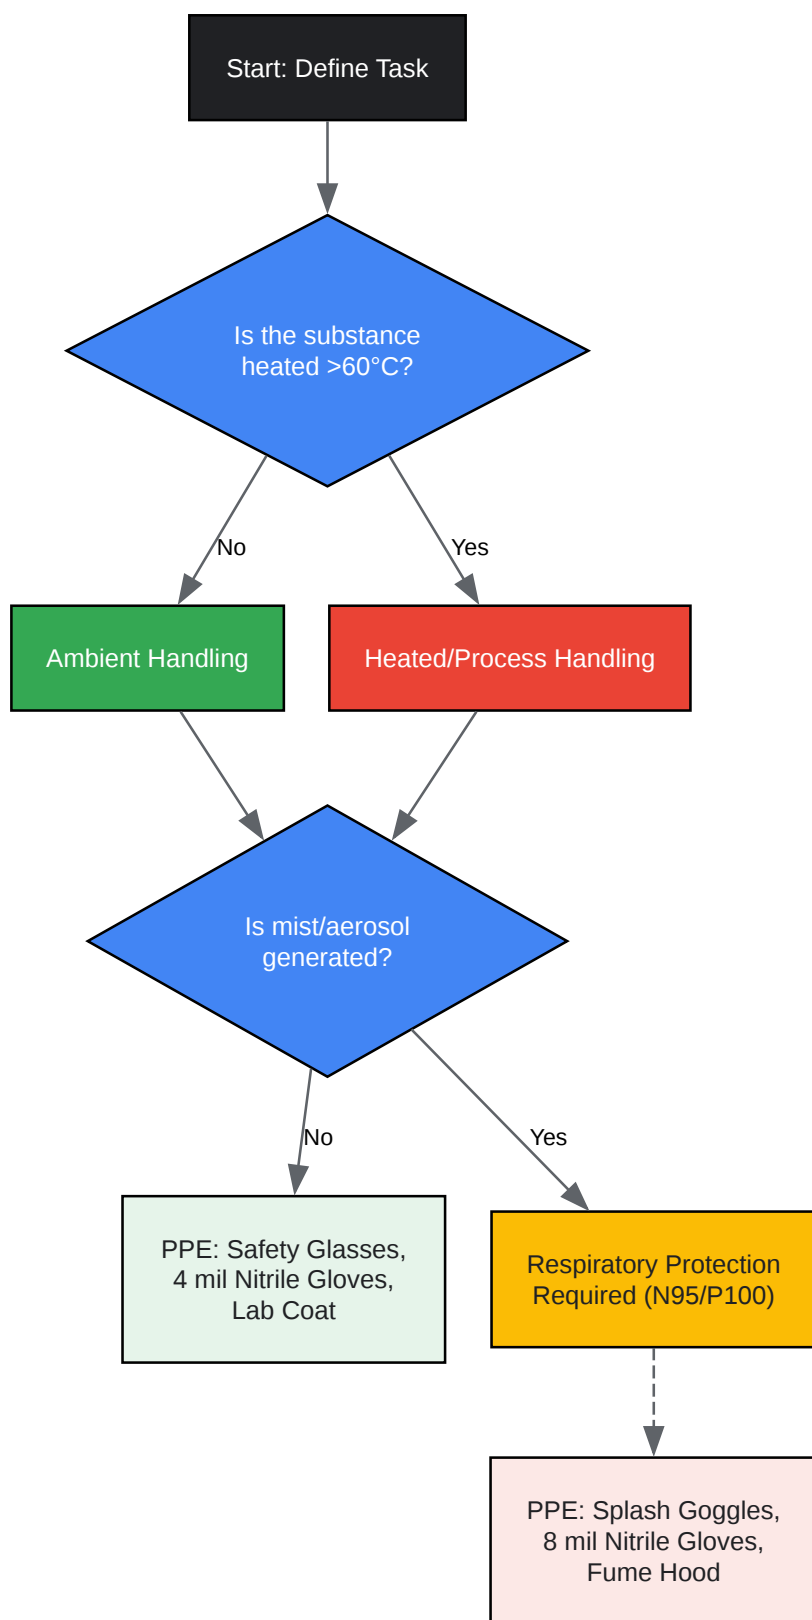 Start: Define Task
Is the substance
heated >60°C?
No
Yes
Ambient Handling
Heated/Process Handling
Is mist/aerosol
generated?
No
Yes
PPE: Safety Glasses,
4 mil Nitrile Gloves,
Lab Coat
Respiratory Protection
Required (N95/P100)
PPE: Splash Goggles,
8 mil Nitrile Gloves,
Fume Hood